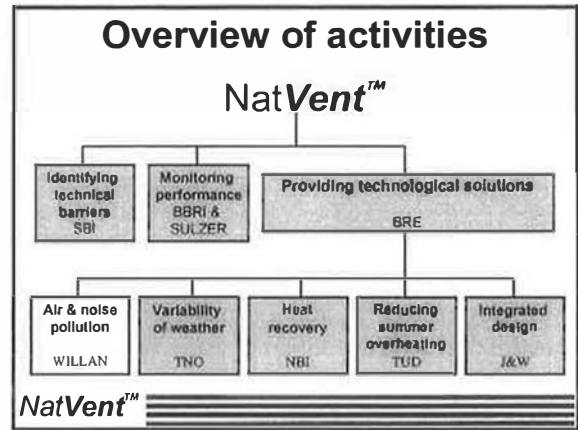 Overview of activities
NatVent™
Identifying
technical
barriers
SBI
Monitoring
performance
BBRI &
SULZER
Providing technological solutions
BRE
Air & noise
pollution
WILLAN
Variability
of weather
TNO
Heat
recovery
NBI
Reducing
summer
overheating
TUD
Integrated
design
J&W
NatVent™